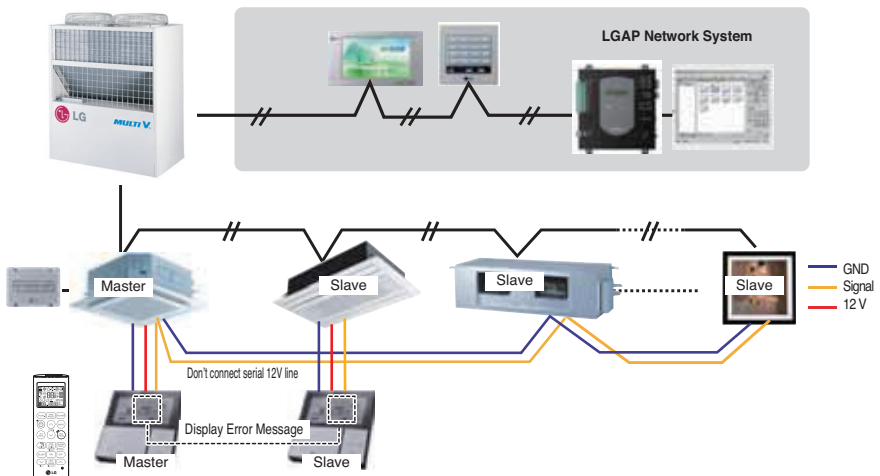 LGAP Network System
LG
MULTI V
Master
Slave
Slave
Slave
GND
Signal
12 V
Don't connect serial 12V line
Display Error Message
Master
Slave